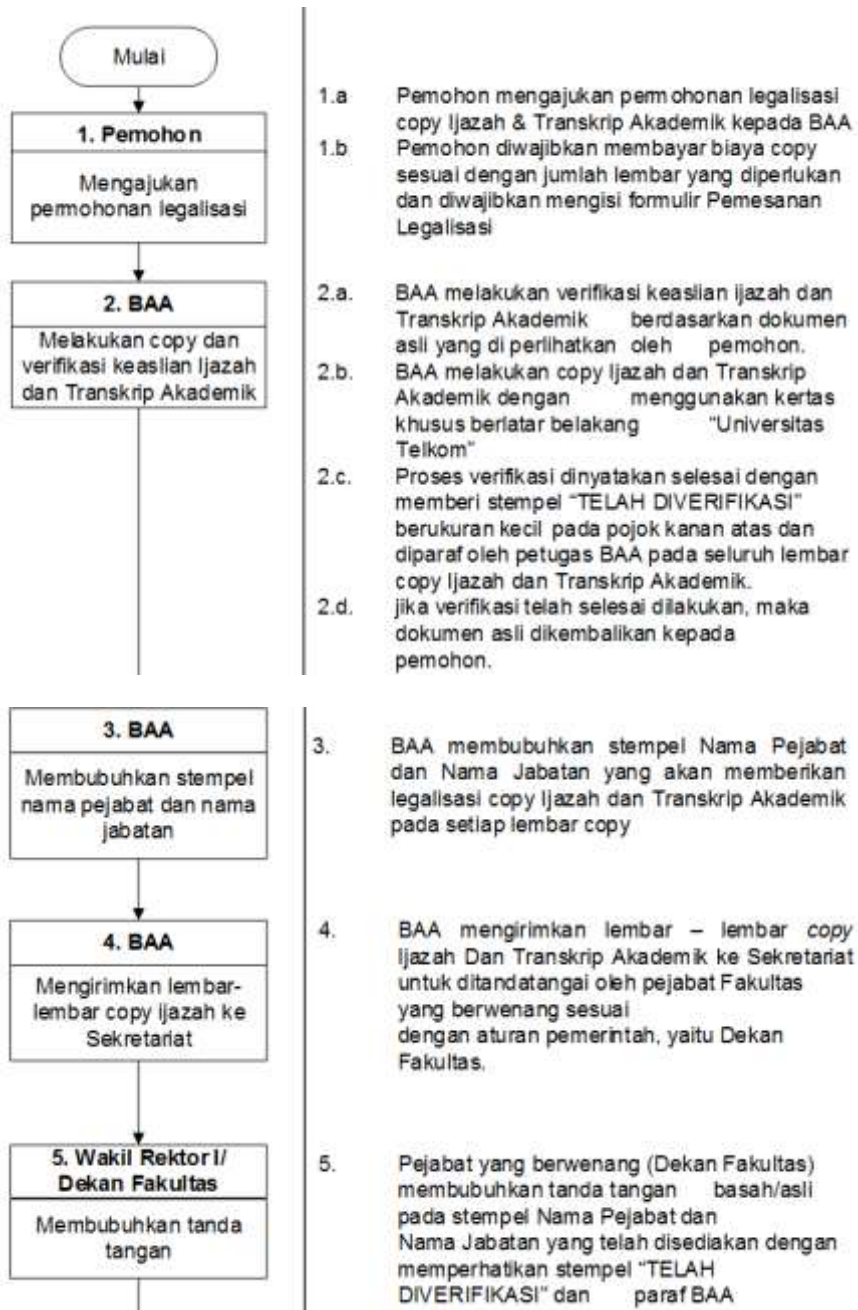 Mulai
1. Pemohon
Mengajukan
permohonan legalisasi
1.a Pemohon mengajukan permohonan legalisasi
copy Ijazah & Transkrip Akademik kepada BAA
1.b Pemohon diwajibkan membayar biaya copy
sesuai dengan jumlah lembar yang diperlukan
dan diwajibkan mengisi formulir Pemesanan
Legalisasi
2. BAA
Melakukan copy dan
verifikasi keaslian Ijazah
dan Transkrip Akademik
2.a. BAA melakukan verifikasi keaslian ijazah dan
Transkrip Akademik berdasarkan dokumen
asli yang di perlihatkan oleh pemohon.
2.b. BAA melakukan copy Ijazah dan Transkrip
Akademik dengan menggunakan kertas
khusus berlatar belakang "Universitas
Telkom"
2.c. Proses verifikasi dinyatakan selesai dengan
memberi stempel "TELAH DIVERIFIKASI"
berukuran kecil pada pojok kanan atas dan
diparaf oleh petugas BAA pada seluruh lembar
copy Ijazah dan Transkrip Akademik.
2.d. jika verifikasi telah selesai dilakukan, maka
dokumen asli dikembalikan kepada
pemohon.
3. BAA
Membubuhkan stempel
nama pejabat dan nama
jabatan
3. BAA membubuhkan stempel Nama Pejabat
dan Nama Jabatan yang akan memberikan
legalisasi copy Ijazah dan Transkrip Akademik
pada setiap lembar copy
4. BAA
Mengirimkan lembar-
lembar copy ijazah ke
Sekretariat
4. BAA mengirimkan lembar – lembar copy
Ijazah Dan Transkrip Akademik ke Sekretariat
untuk ditandatangai oleh pejabat Fakultas
yang berwenang sesuai
dengan aturan pemerintah, yaitu Dekan
Fakultas.
5. Wakil Rektor I/
Dekan Fakultas
Membubuhkan tanda
tangan
5. Pejabat yang berwenang (Dekan Fakultas)
membubuhkan tanda tangan basah/asli
pada stempel Nama Pejabat dan
Nama Jabatan yang telah disediakan dengan
memperhatikan stempel "TELAH
DIVERIFIKASI" dan paraf BAA